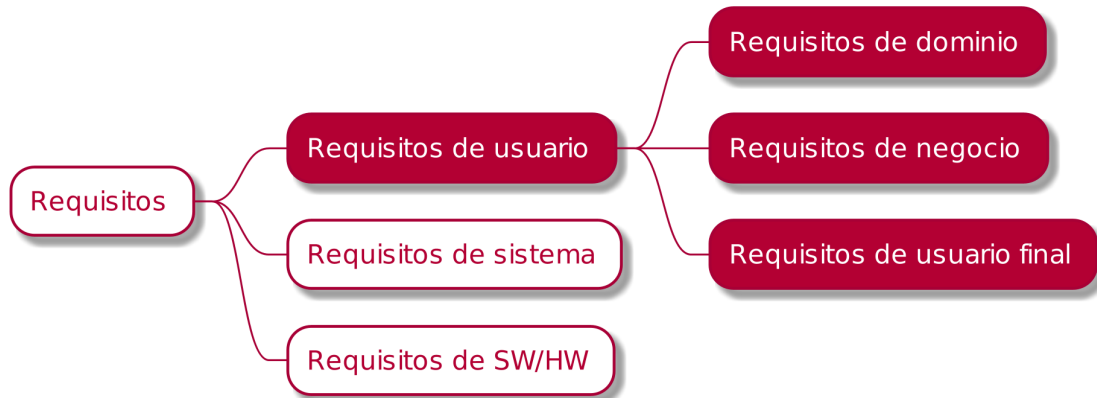 Requisitos
Requisitos de usuario
Requisitos de dominio
Requisitos de negocio
Requisitos de usuario final
Requisitos de sistema
Requisitos de SW/HW